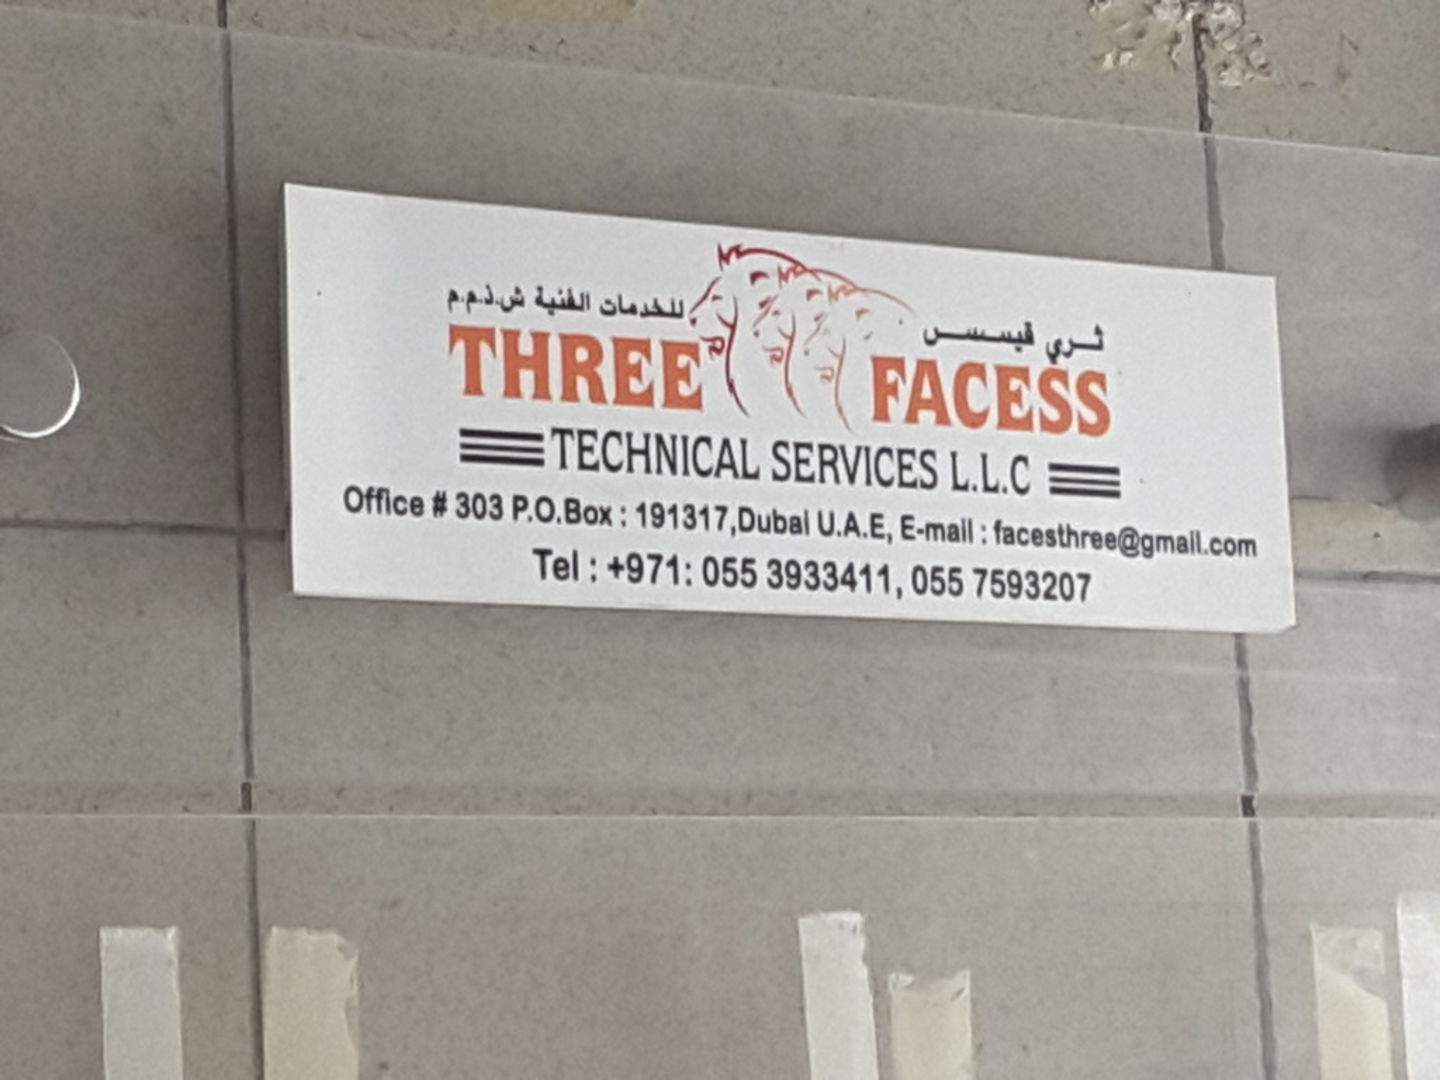 ثري فيسس للخدمات الفنية ش.ذ.م.م
THREE FACESS
TECHNICAL SERVICES L.L.C
Office # 303 P.O.Box : 191317,Dubai U.A.E, E-mail : facesthree@gmail.com
Tel : +971: 055 3933411, 055 7593207